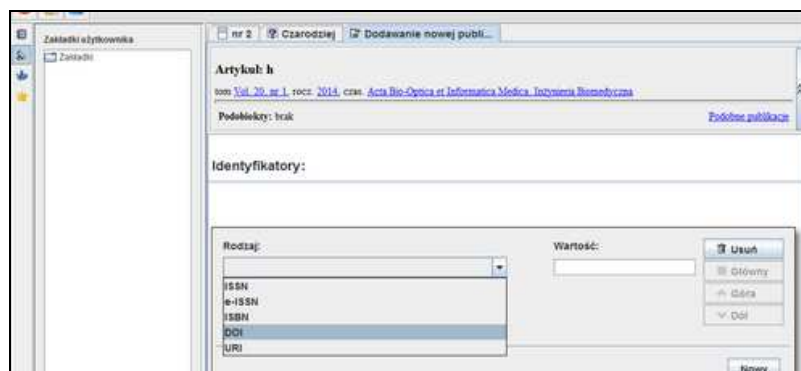 nr 2 Czarodziej Dodawanie nowej publi...
Zakładki użytkownika
Zakładki
Artykuł: h
tom Vol. 20, nr 1, rocz. 2014, czas. Acta Bio-Optica et Informatica Medica. Inżynieria Biomedyczna
Podobiekty: brak Podobne publikacje
Identyfikatory:
Rodzaj: Wartość:
Usuń
Główny
Góra
Dół
ISSN
e-ISSN
ISBN
DOI
URI
Nowy